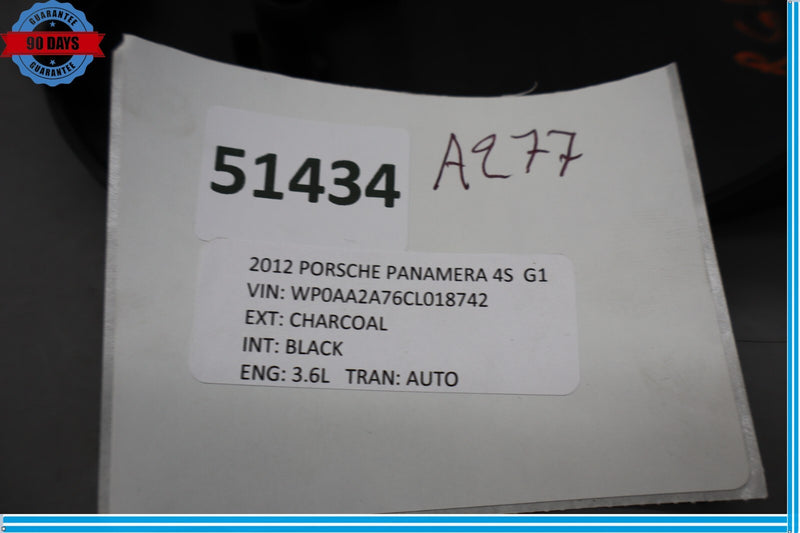 GUARANTEE
90 DAYS
GUARANTEE
51434
A277
2012 PORSCHE PANAMERA 4S G1
VIN: WP0AA2A76CL018742
EXT: CHARCOAL
INT: BLACK
ENG: 3.6L TRAN: AUTO